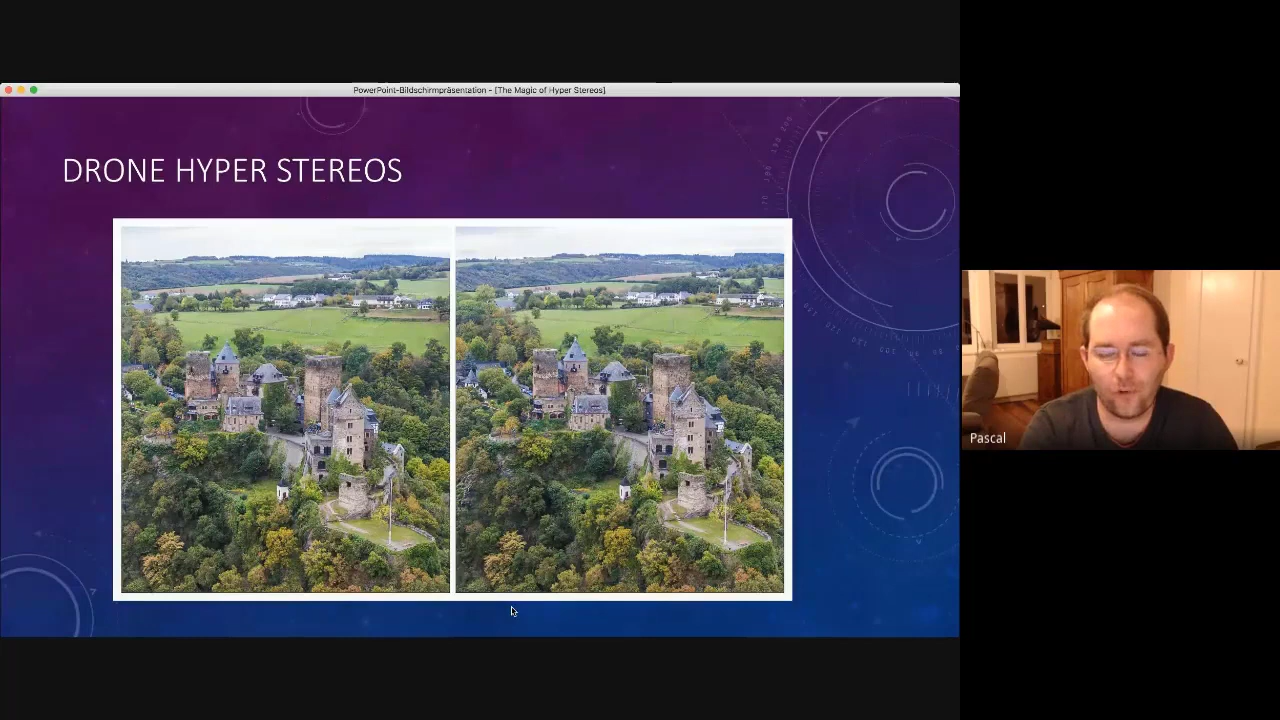 PowerPoint-Bildschirmpräsentation - [The Magic of Hyper Stereos]
DRONE HYPER STEREOS
Pascal